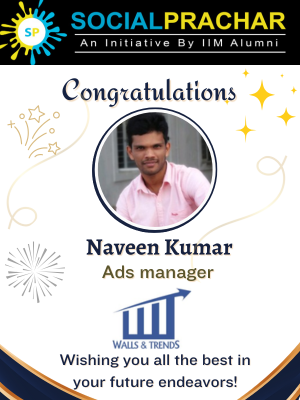 SP
SOCIALPRACHAR
An Initiative By IIM Alumni
Congratulations
Naveen Kumar
Ads manager
WALLS & TRENDS
Wishing you all the best in
your future endeavors!